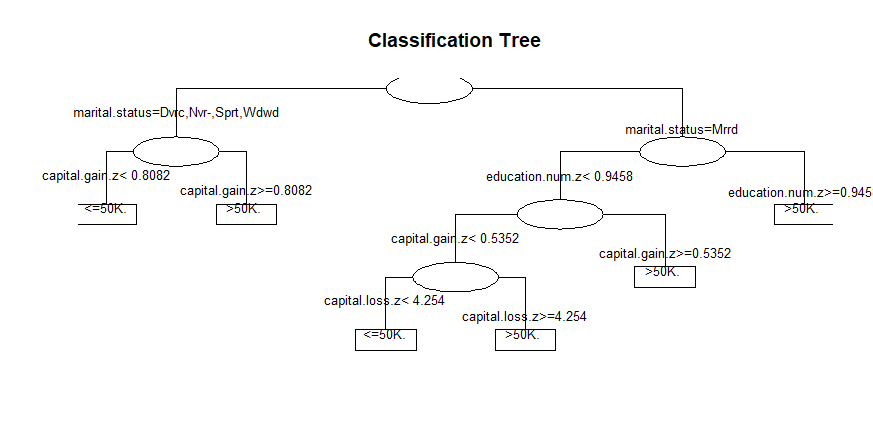 Classification Tree
marital.status=Dvrc,Nvr-,Sprt,Wdwd
marital.status=Mrrd
capital.gain.z< 0.8082
capital.gain.z>=0.8082
education.num.z< 0.9458
education.num.z>=0.945
<=50K.
>50K.
>50K.
capital.gain.z< 0.5352
capital.gain.z>=0.5352
>50K.
capital.loss.z< 4.254
capital.loss.z>=4.254
<=50K.
>50K.